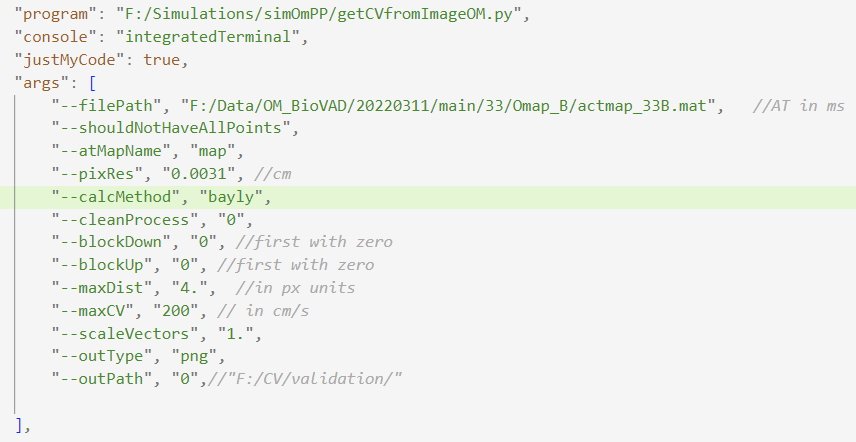 "program": "F:/Simulations/simOmPP/getCVfromImageOM.py",
"console": "integratedTerminal",
"justMyCode": true,
"args": [
"--filePath", "F:/Data/OM_BioVAD/20220311/main/33/Omap_B/actmap_33B.mat",   //AT in ms
"--shouldNotHaveAllPoints",
"--atMapName", "map",
"--pixRes", "0.0031", //cm
"--calcMethod", "bayly",
"--cleanProcess", "0",
"--blockDown", "0", //first with zero
"--blockUp", "0", //first with zero
"--maxDist", "4.",  //in px units
"--maxCV", "200", // in cm/s
"--scaleVectors", "1.",
"--outType", "png",
"--outPath", "0",//"F:/CV/validation/"
],